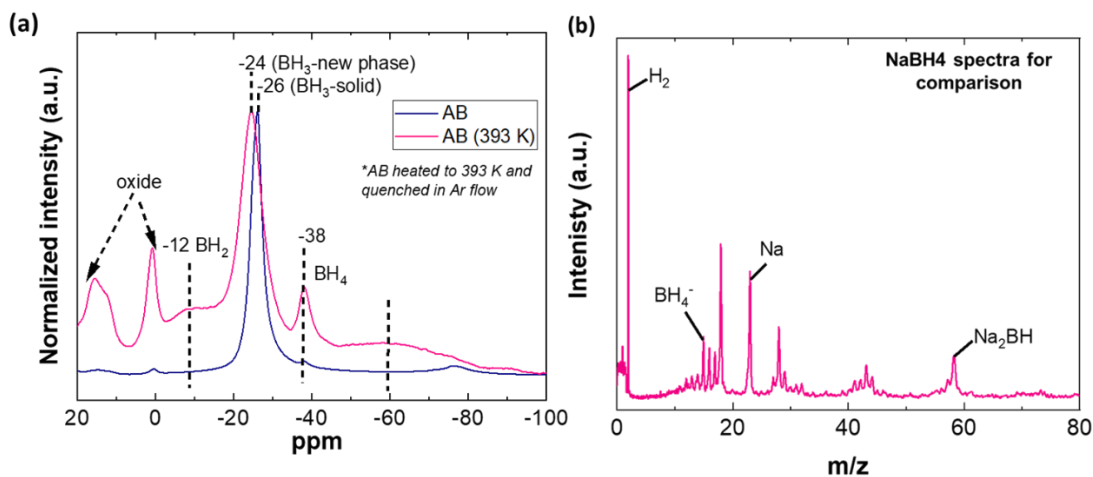 (a)
-24 (BH₃-new phase)
-26 (BH₃-solid)
AB
AB (393 K)
*AB heated to 393 K and
quenched in Ar flow
oxide
-12 BH₂
-38
BH₄
Normalized intensity (a.u.)
20 0 -20 -40 -60 -80 -100
ppm
(b)
NaBH4 spectra for
comparison
H₂
Na
BH₄⁻
Na₂BH
Intenisty (a.u.)
0 20 40 60 80
m/z